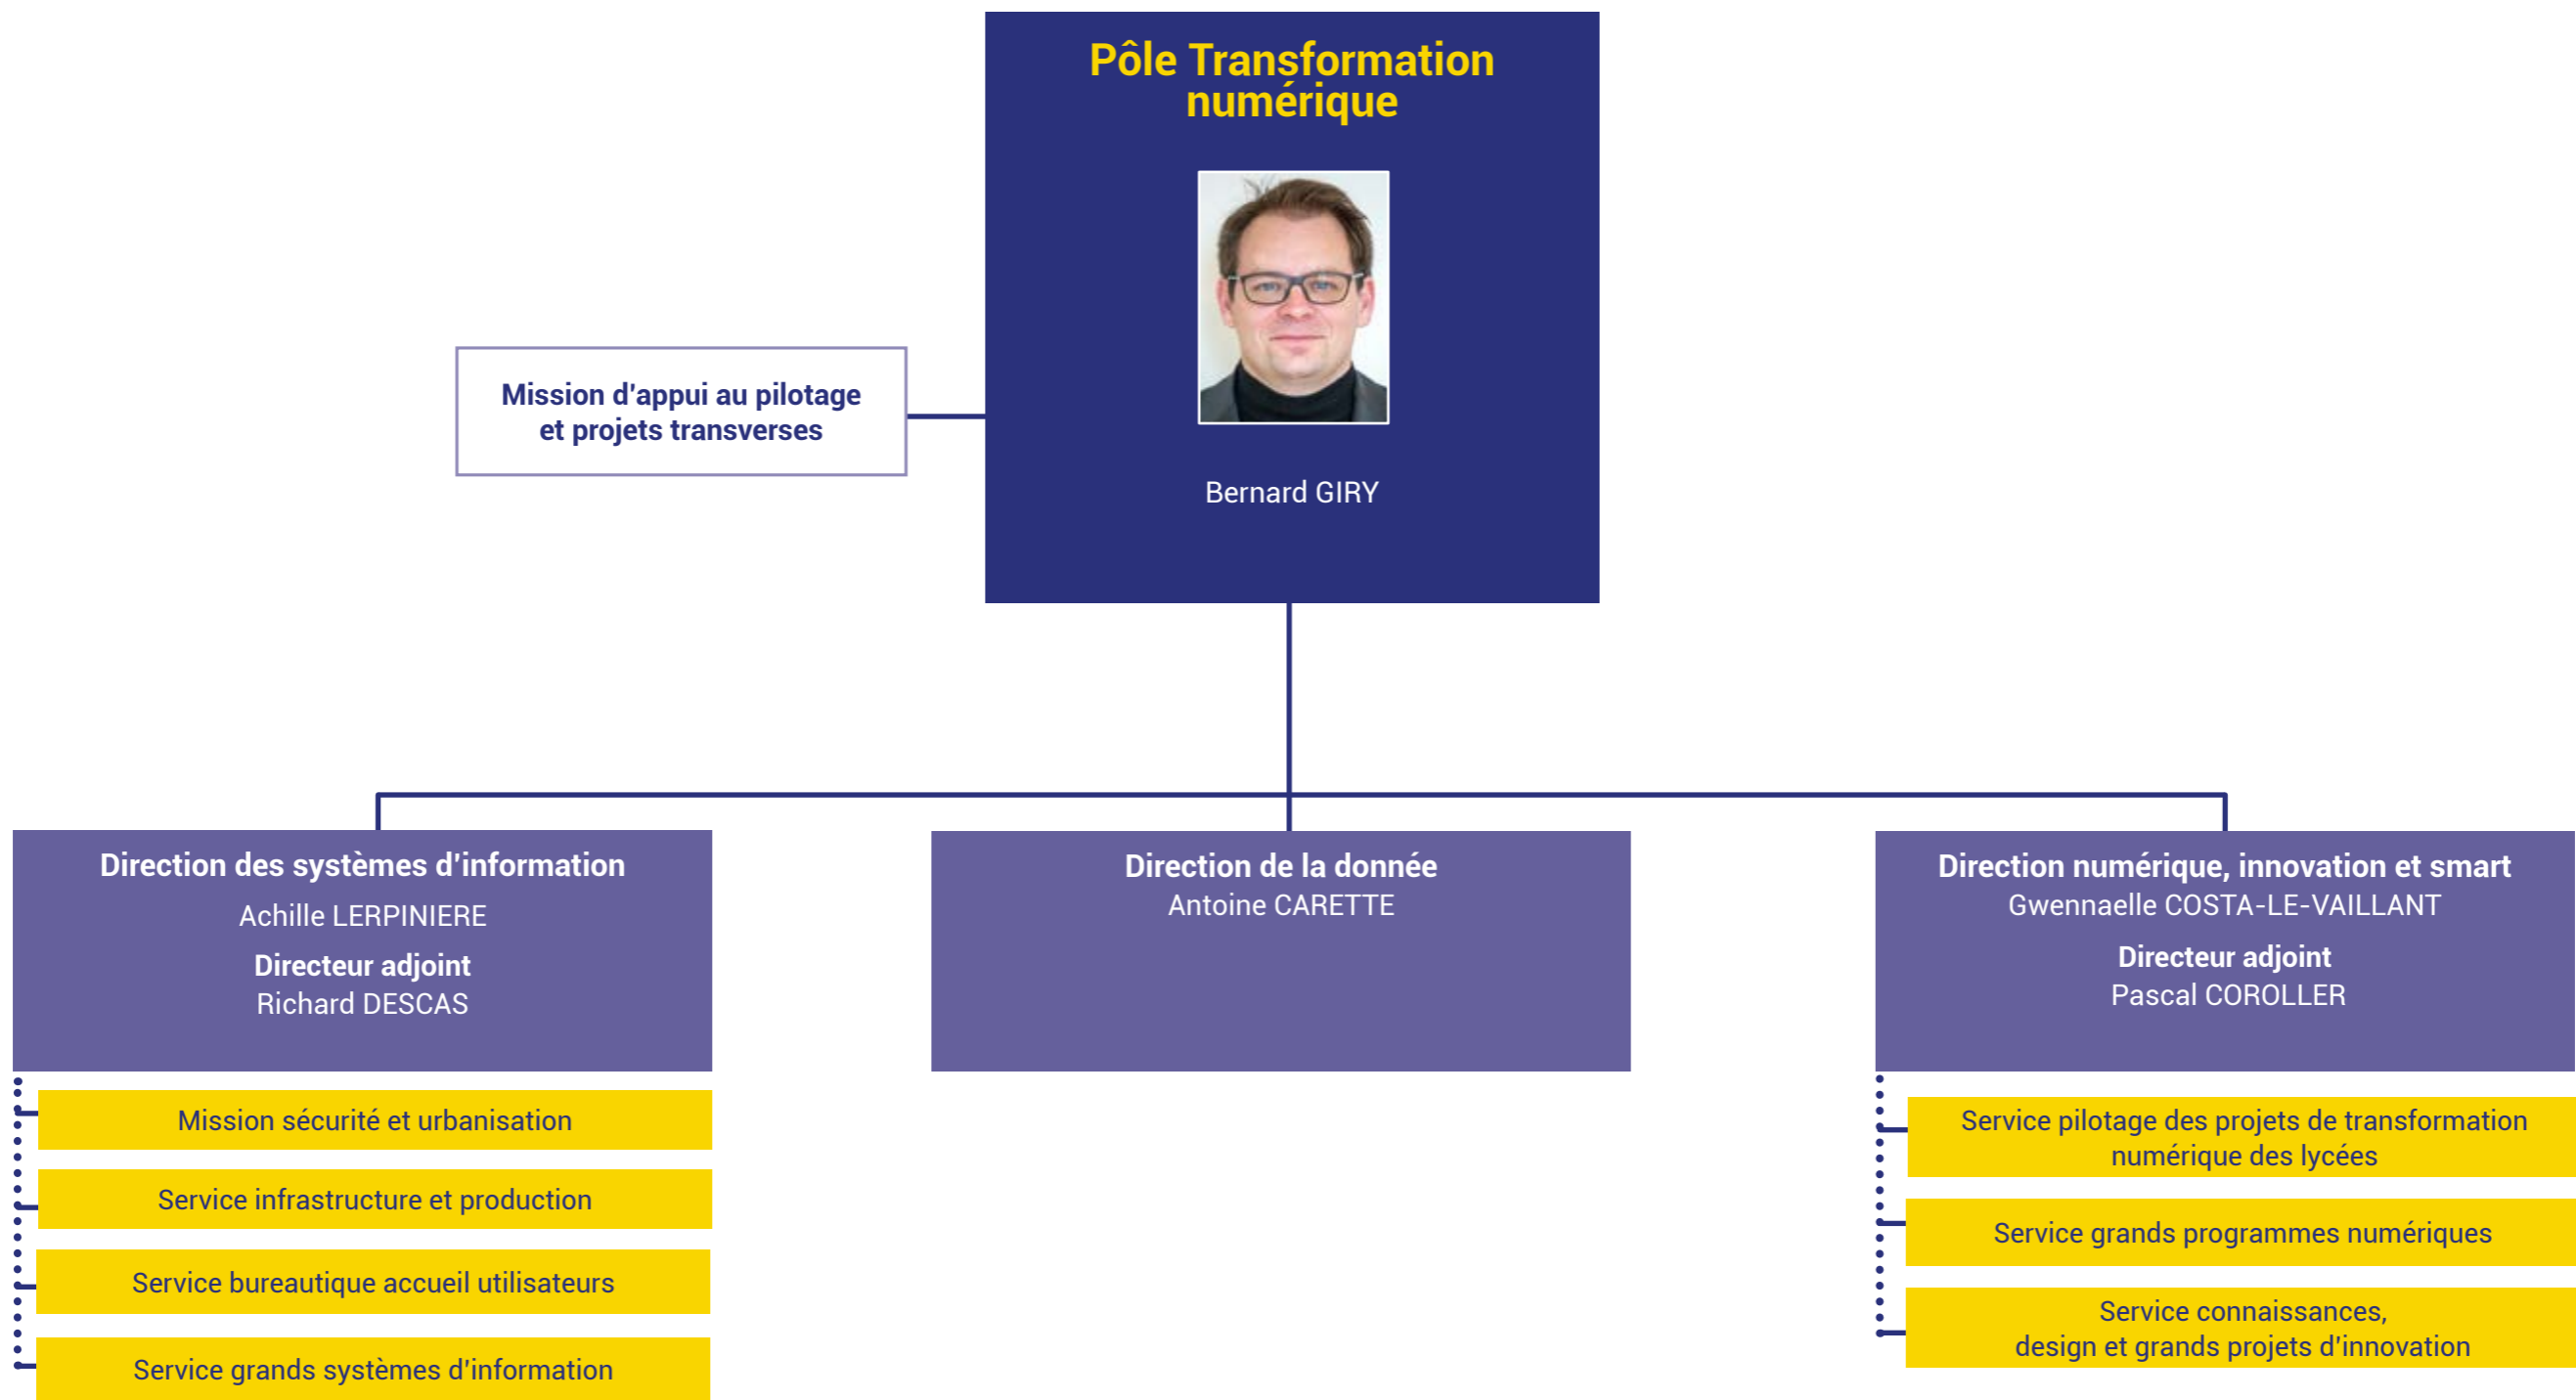 Pôle Transformation
numérique
Mission d'appui au pilotage
et projets transverses
Bernard GIRY
Direction des systèmes d'information
Achille LERPINIERE
Directeur adjoint
Richard DESCAS
Mission sécurité et urbanisation
Service infrastructure et production
Service bureautique accueil utilisateurs
Service grands systèmes d'information
Direction de la donnée
Antoine CARETTE
Direction numérique, innovation et smart
Gwennaelle COSTA-LE-VAILLANT
Directeur adjoint
Pascal COROLLER
Service pilotage des projets de transformation
numérique des lycées
Service grands programmes numériques
Service connaissances,
design et grands projets d'innovation